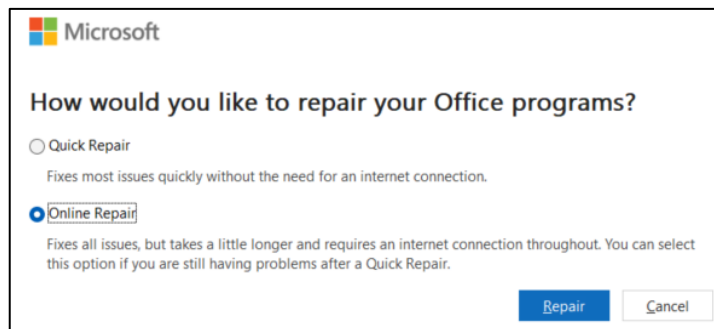 Microsoft
How would you like to repair your Office programs?
Quick Repair
Fixes most issues quickly without the need for an internet connection.
Online Repair
Fixes all issues, but takes a little longer and requires an internet connection throughout. You can select
this option if you are still having problems after a Quick Repair.
Repair Cancel